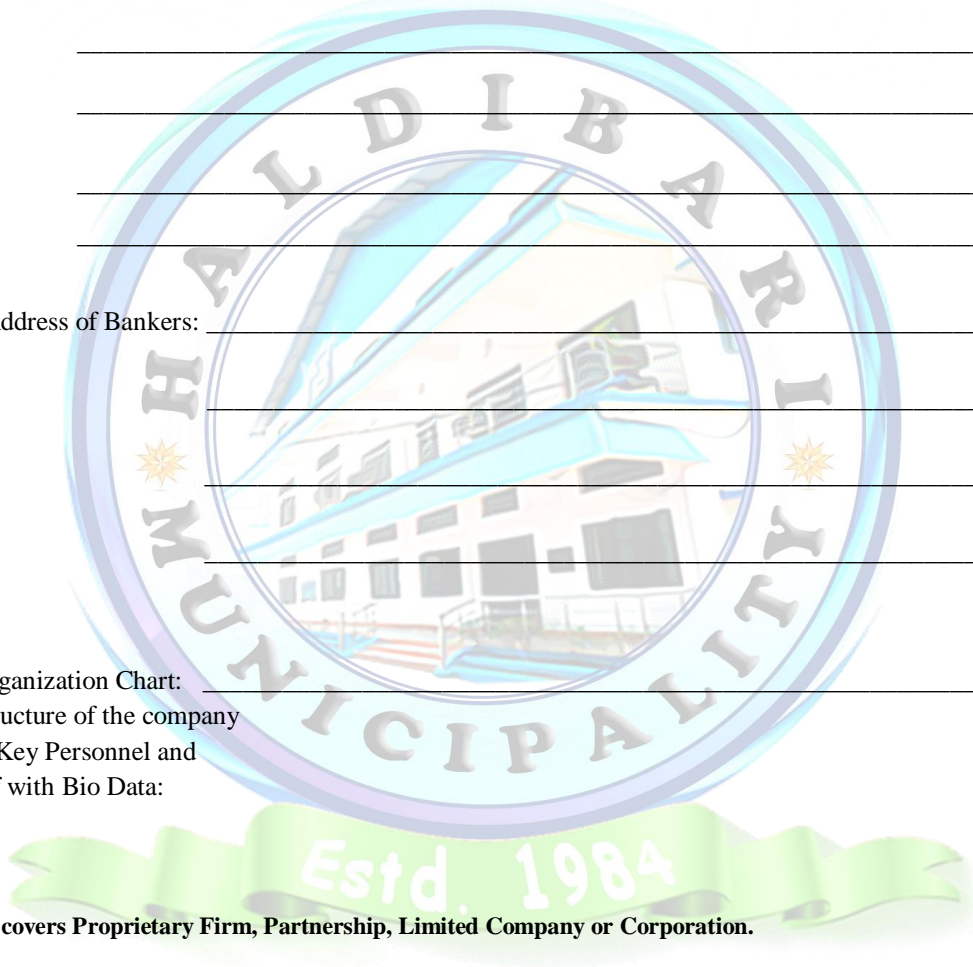 HALDIBARI
MUNICIPALITY
ddress of Bankers:
ganization Chart:
ucture of the company
Key Personnel and
with Bio Data:
Estd. 1984
covers Proprietary Firm, Partnership, Limited Company or Corporation.